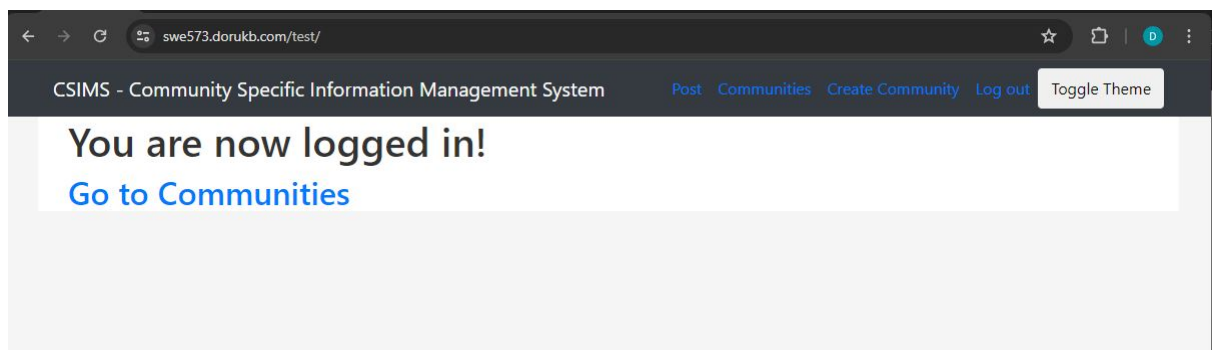 swe573.dorukb.com/test/
D
CSIMS - Community Specific Information Management System Post Communities Create Community Log out Toggle Theme
You are now logged in!
Go to Communities